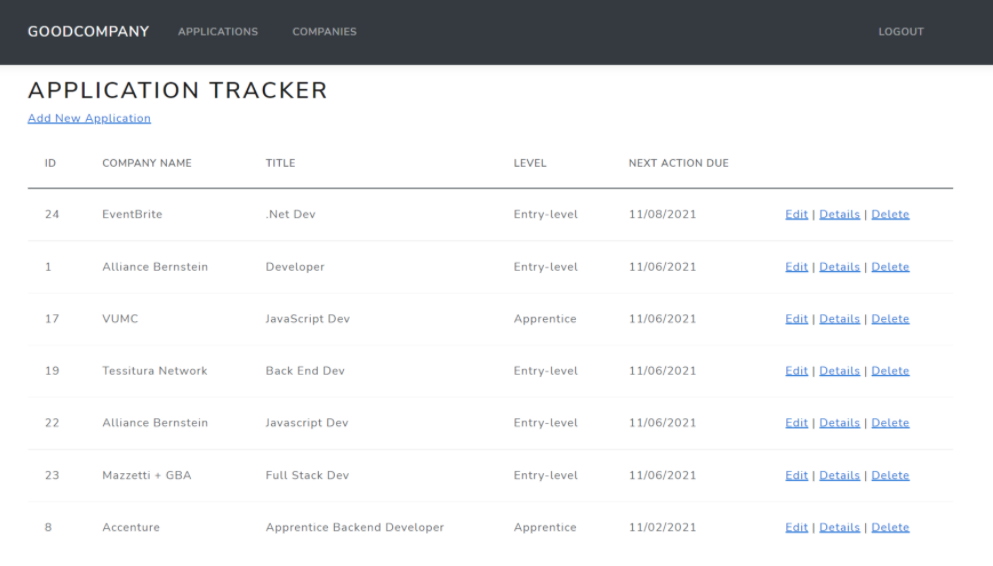 GOODCOMPANY APPLICATIONS COMPANIES LOGOUT
APPLICATION TRACKER
Add New Application
ID COMPANY NAME TITLE LEVEL NEXT ACTION DUE
24 EventBrite .Net Dev Entry-level 11/08/2021 Edit | Details | Delete
1 Alliance Bernstein Developer Entry-level 11/06/2021 Edit | Details | Delete
17 VUMC JavaScript Dev Apprentice 11/06/2021 Edit | Details | Delete
19 Tessitura Network Back End Dev Entry-level 11/06/2021 Edit | Details | Delete
22 Alliance Bernstein Javascript Dev Entry-level 11/06/2021 Edit | Details | Delete
23 Mazzetti + GBA Full Stack Dev Entry-level 11/06/2021 Edit | Details | Delete
8 Accenture Apprentice Backend Developer Apprentice 11/02/2021 Edit | Details | Delete